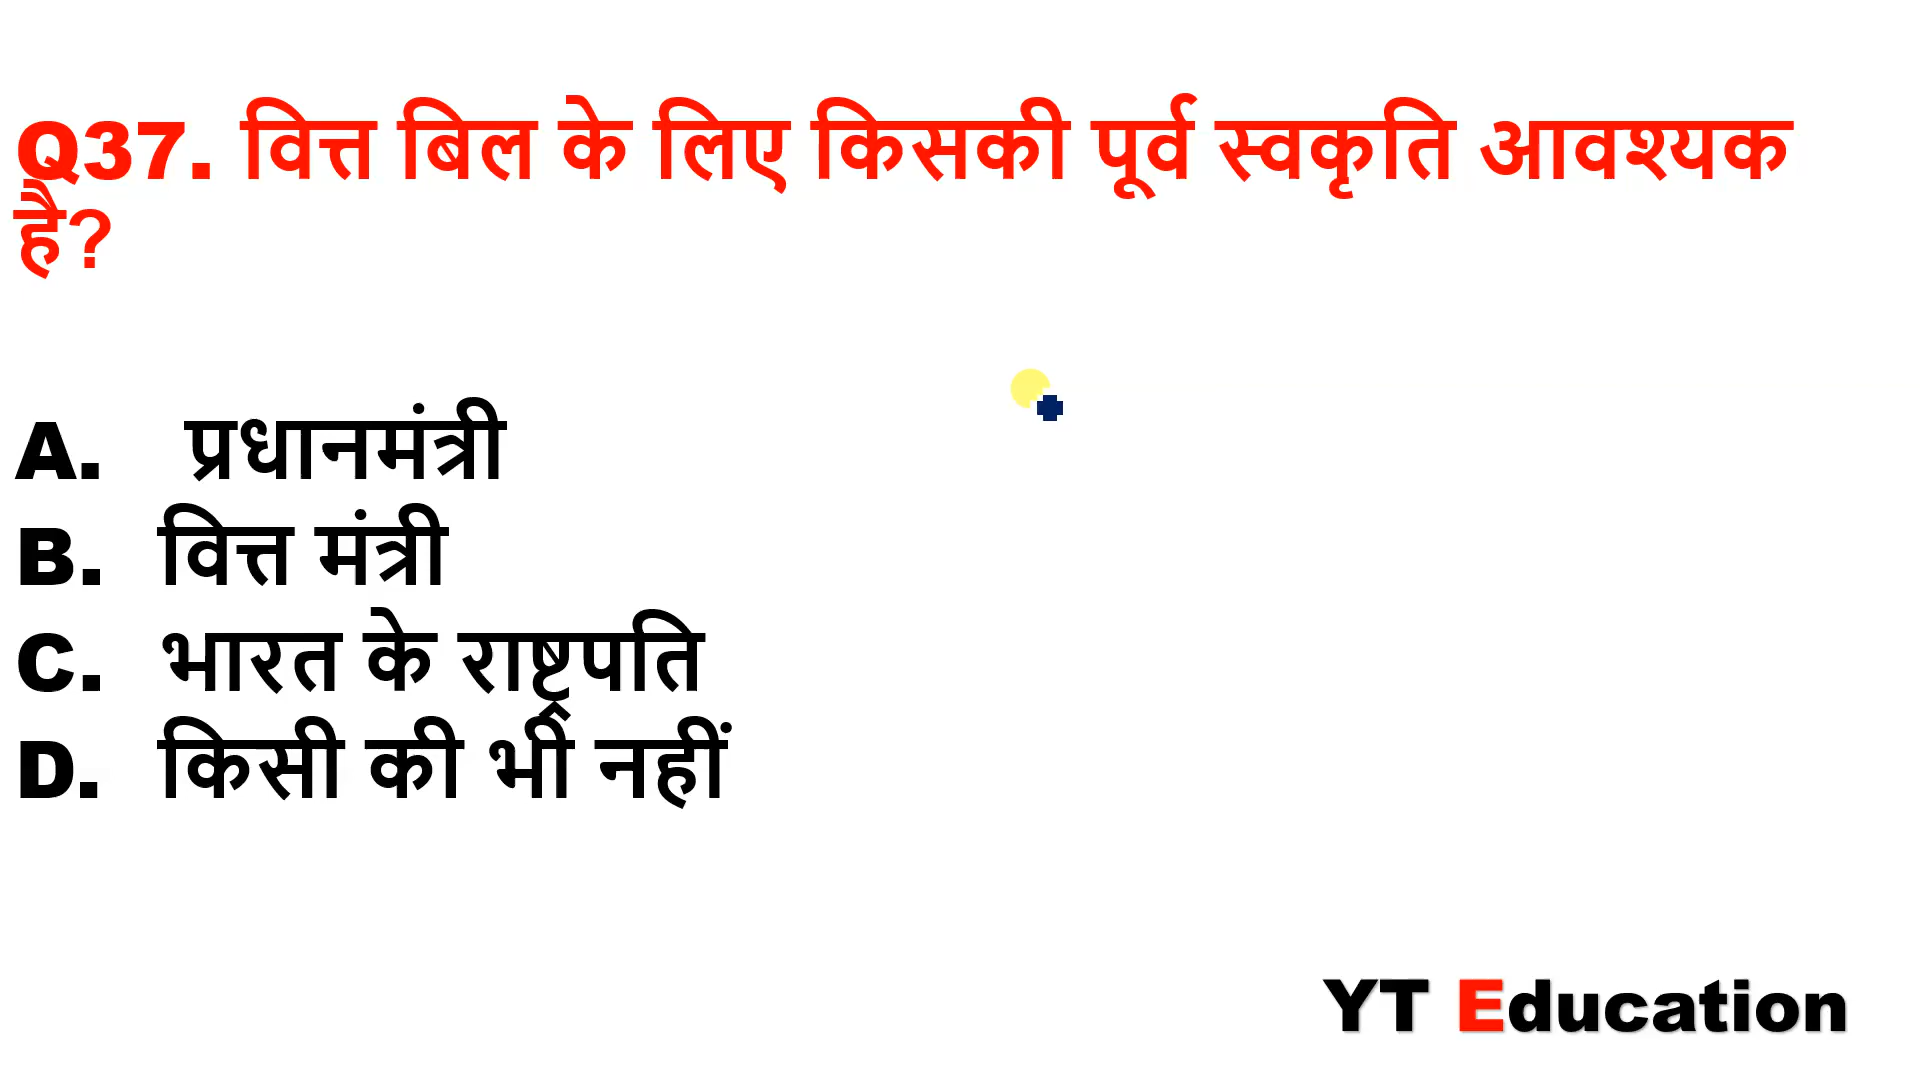 Q37. वित्त बिल के लिए किसकी पूर्व स्वकृति आवश्यक
है?
A. प्रधानमंत्री
B. वित्त मंत्री
C. भारत के राष्ट्रपति
D. किसी की भी नहीं
YT Education